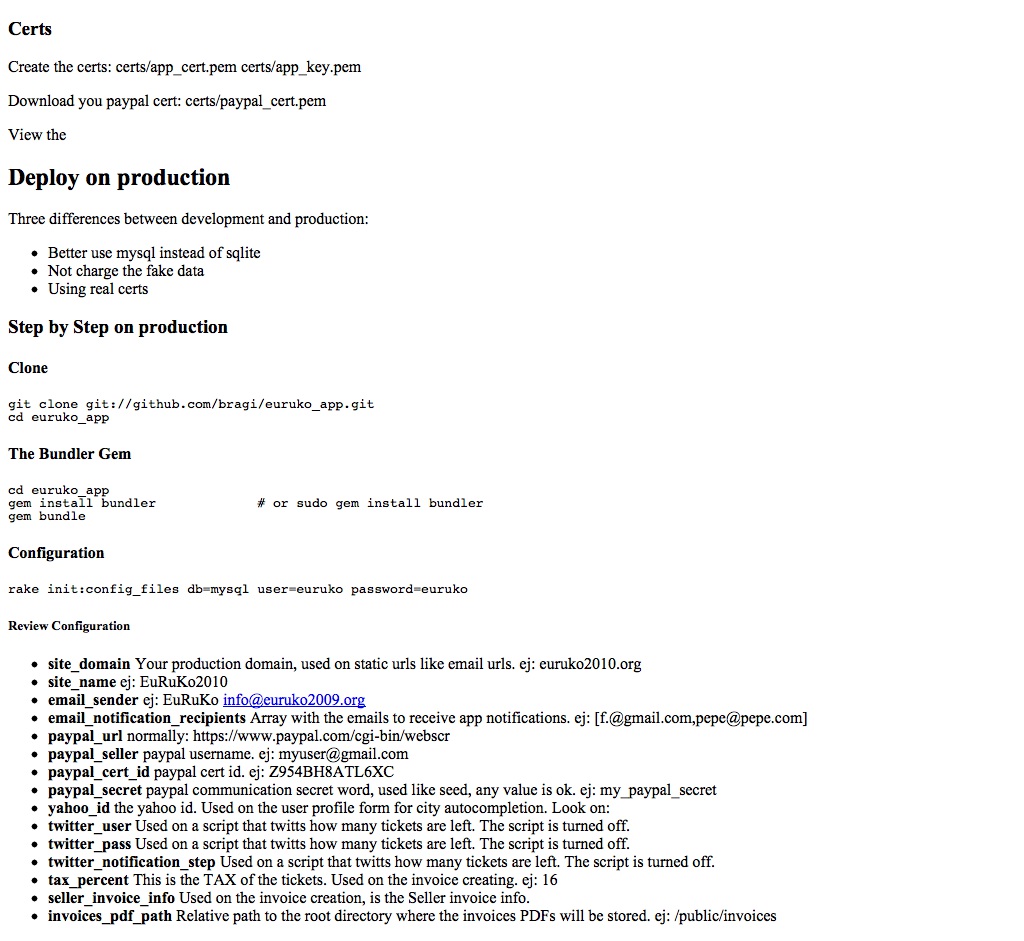 Certs
Create the certs: certs/app_cert.pem certs/app_key.pem
Download you paypal cert: certs/paypal_cert.pem
View the
Deploy on production
Three differences between development and production:
• Better use mysql instead of sqlite
• Not charge the fake data
• Using real certs
Step by Step on production
Clone
git clone git://github.com/bragi/euruko_app.git
cd euruko_app
The Bundler Gem
cd euruko_app
gem install bundler             # or sudo gem install bundler
gem bundle
Configuration
rake init:config_files db=mysql user=euruko password=euruko
Review Configuration
• site_domain Your production domain, used on static urls like email urls. ej: euruko2010.org
• site_name ej: EuRuKo2010
• email_sender ej: EuRuKo info@euruko2009.org
• email_notification_recipients Array with the emails to receive app notifications. ej: [f.@gmail.com,pepe@pepe.com]
• paypal_url normally: https://www.paypal.com/cgi-bin/webscr
• paypal_seller paypal username. ej: myuser@gmail.com
• paypal_cert_id paypal cert id. ej: Z954BH8ATL6XC
• paypal_secret paypal communication secret word, used like seed, any value is ok. ej: my_paypal_secret
• yahoo_id the yahoo id. Used on the user profile form for city autocompletion. Look on:
• twitter_user Used on a script that twitts how many tickets are left. The script is turned off.
• twitter_pass Used on a script that twitts how many tickets are left. The script is turned off.
• twitter_notification_step Used on a script that twitts how many tickets are left. The script is turned off.
• tax_percent This is the TAX of the tickets. Used on the invoice creating. ej: 16
• seller_invoice_info Used on the invoice creation, is the Seller invoice info.
• invoices_pdf_path Relative path to the root directory where the invoices PDFs will be stored. ej: /public/invoices